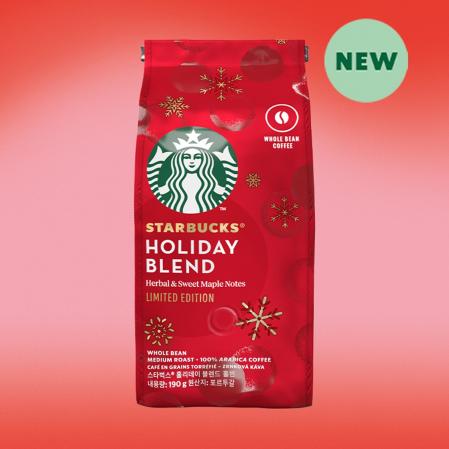 NEW
WHOLE BEAN
COFFEE
STARBUCKS®
HOLIDAY
BLEND
Herbal & Sweet Maple Notes
LIMITED EDITION
WHOLE BEAN
MEDIUM ROAST • 100% ARABICA COFFEE
CAFÉ EN GRAINS TORRÉFIÉ – ZRNKOVÁ KÁVA
스타벅스® 홀리데이 블렌드 홀빈
내용량: 190 g 원산지: 포르투갈